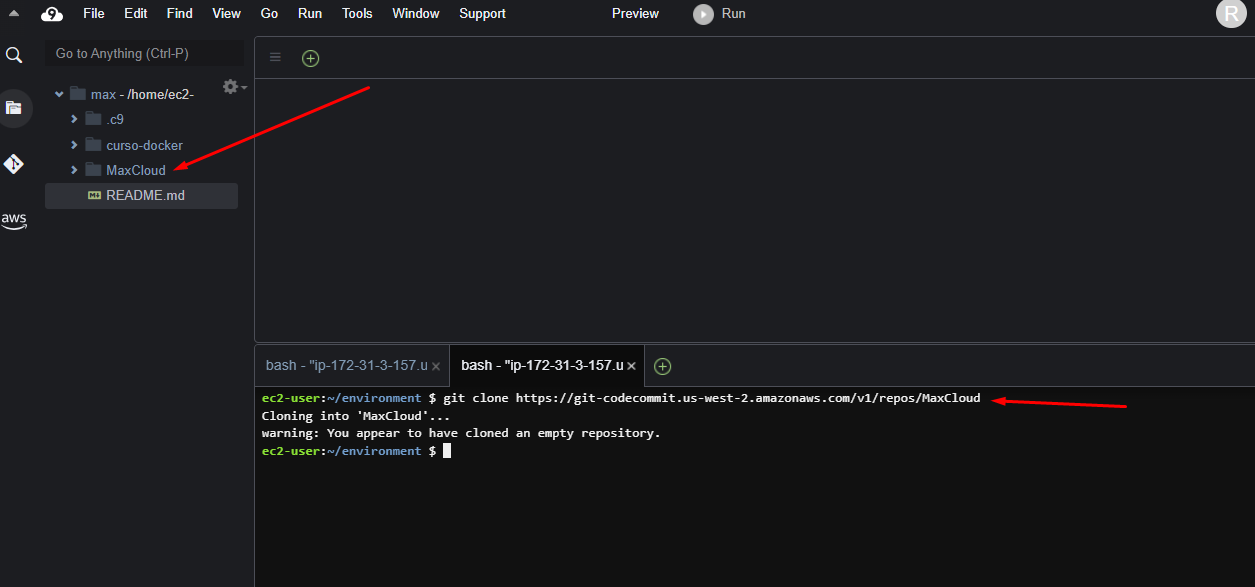 9 File Edit Find View Go Run Tools Window Support Preview Run R
Go to Anything (Ctrl-P)
max - /home/ec2-
.c9
curso-docker
MaxCloud
README.md
aws
bash - "ip-172-31-3-157.u × bash - "ip-172-31-3-157.u ×
ec2-user:~/environment $ git clone https://git-codecommit.us-west-2.amazonaws.com/v1/repos/MaxCloud
Cloning into 'MaxCloud'...
warning: You appear to have cloned an empty repository.
ec2-user:~/environment $